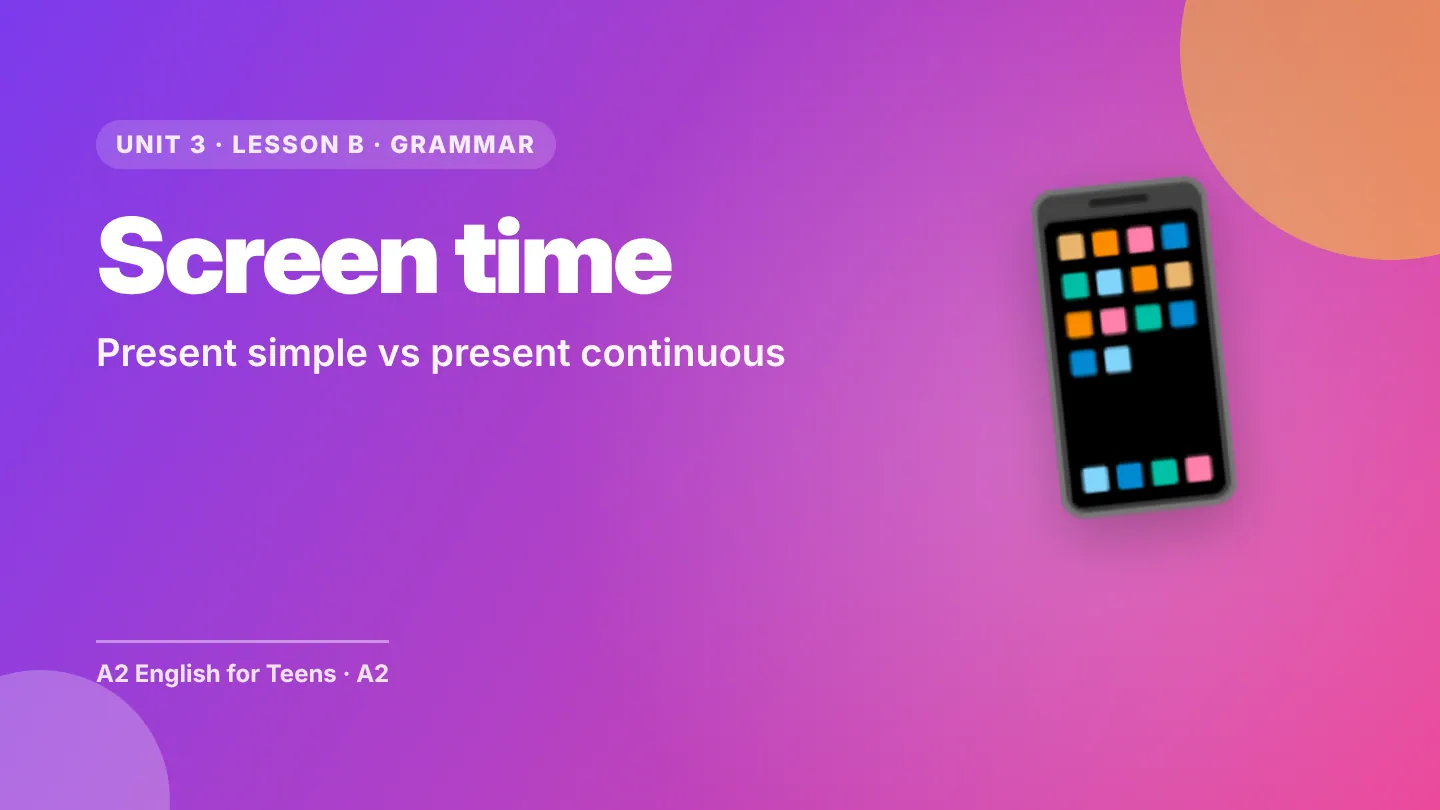 UNIT 3 · LESSON B · GRAMMAR
Screen time
Present simple vs present continuous
A2 English for Teens · A2